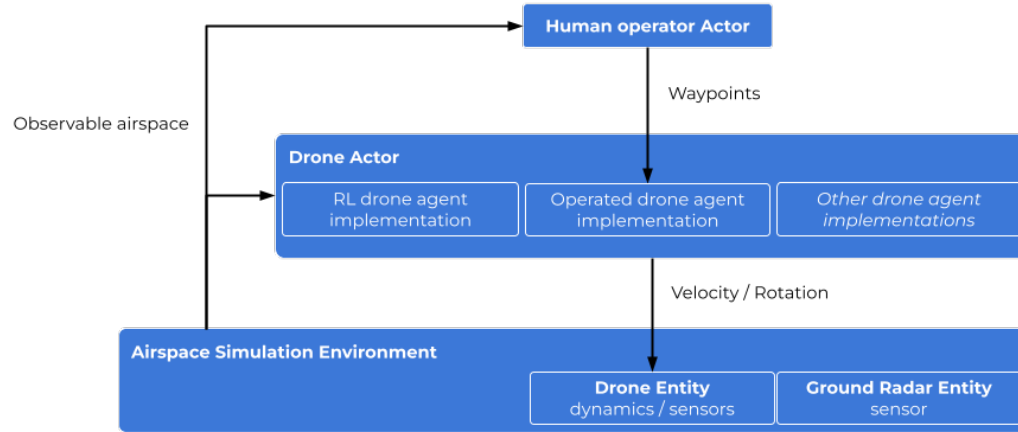 Human operator Actor
Waypoints
Observable airspace
Drone Actor
RL drone agent
implementation
Operated drone agent
implementation
Other drone agent
implementations
Velocity / Rotation
Airspace Simulation Environment
Drone Entity
dynamics / sensors
Ground Radar Entity
sensor